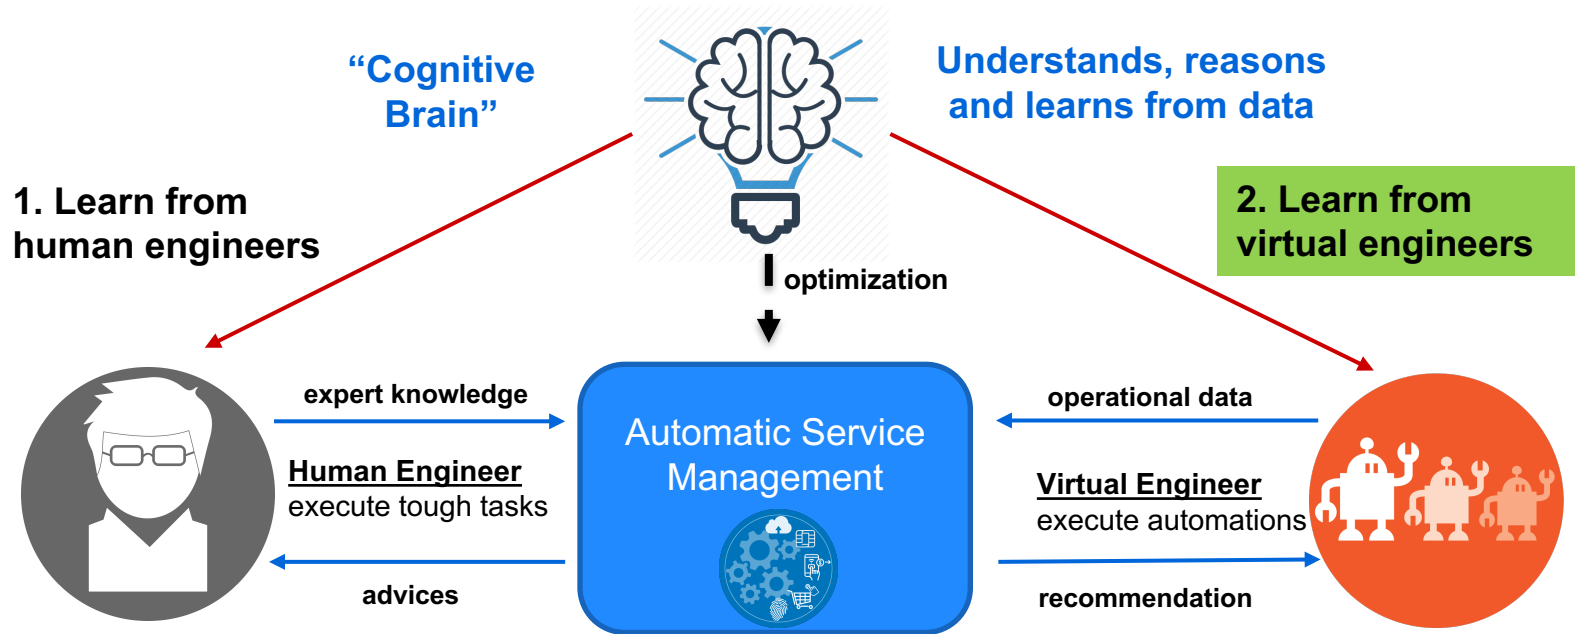 “Cognitive
Brain”
Understands, reasons
and learns from data
1. Learn from
human engineers
2. Learn from
virtual engineers
optimization
expert knowledge
Human Engineer
execute tough tasks
advices
Automatic Service
Management
operational data
Virtual Engineer
execute automations
recommendation